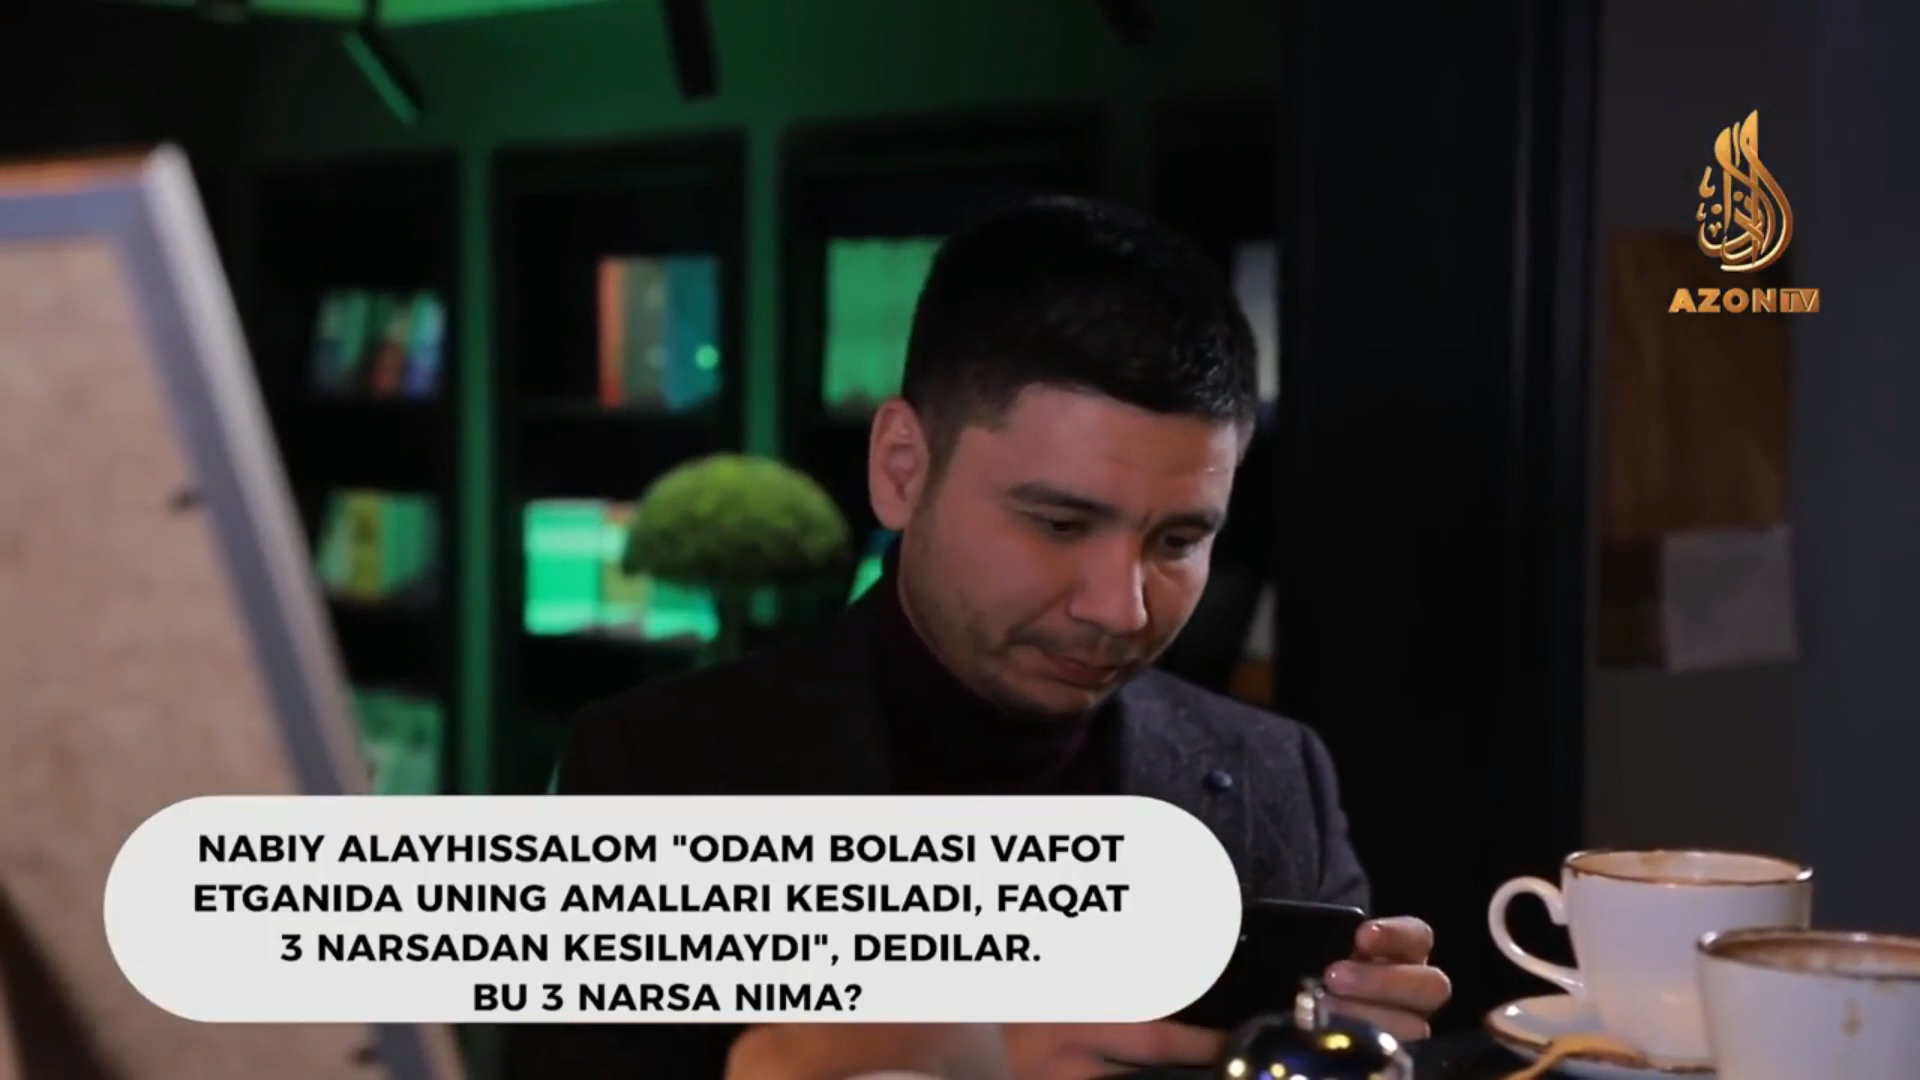 AZON TV
NABIY ALAYHISSALOM "ODAM BOLASI VAFOT
ETGANIDA UNING AMALLARI KESILADI, FAQAT
3 NARSADAN KESILMAYDI", DEDILAR.
BU 3 NARSA NIMA?